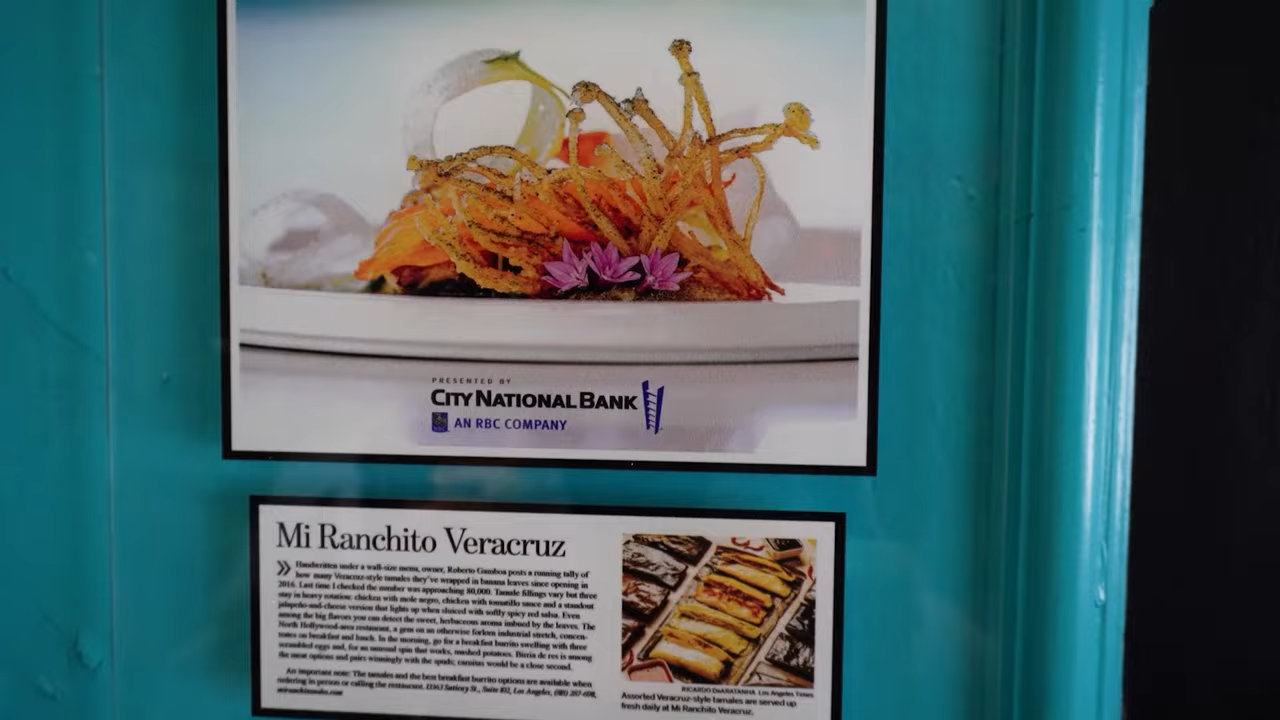 PRESENTED BY
CITY NATIONAL BANK
RBC
AN RBC COMPANY
Mi Ranchito Veracruz
» Handwritten under a wall-size menu, owner, Roberto Gamboa posts a running tally of
how many Veracruz-style tamales they've wrapped in banana leaves since opening in
2016. Last time I checked the number was approaching 80,000. Tamale fillings vary but three
stay in heavy rotation: chicken with mole negro, chicken with tomatillo sauce and a standout
jalapeño-and-cheese version that lights up when sluiced with softly spicy red salsa. Even
among the big flavors you can detect the sweet, herbaceous aroma imbued by the leaves. The
North Hollywood-area restaurant, a gem on an otherwise forlorn industrial stretch, concen-
trates on breakfast and lunch. In the morning, go for a breakfast burrito swelling with three
scrambled eggs and, for an unusual spin that works, mashed potatoes. Birria de res is among
the meat options and pairs winningly with the spuds; carnitas would be a close second.
An important note: The tamales and the best breakfast burrito options are available when
ordering in person or calling the restaurant. Saticoy St., Suite Los Angeles,
RICARDO DeARATANHA Los Angeles Times
Assorted Veracruz-style tamales are served up
fresh daily at Mi Ranchito Veracruz.